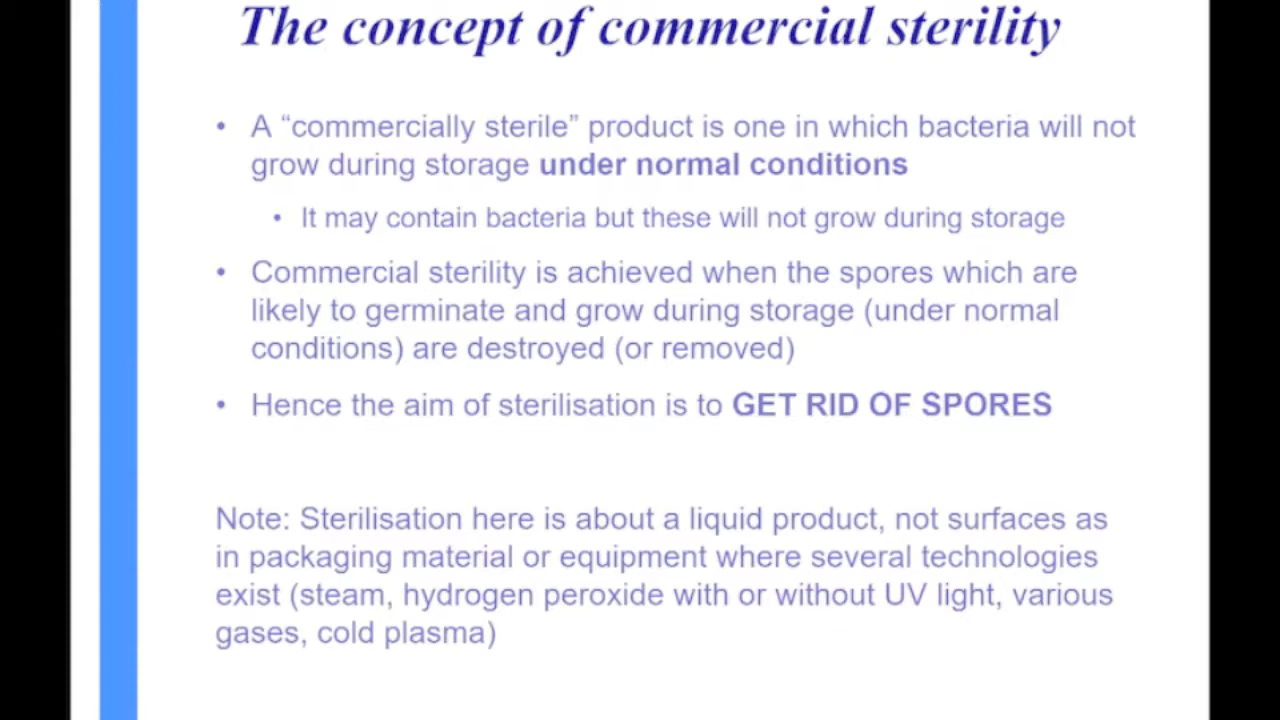 The concept of commercial sterility
• A “commercially sterile” product is one in which bacteria will not
grow during storage under normal conditions
• It may contain bacteria but these will not grow during storage
• Commercial sterility is achieved when the spores which are
likely to germinate and grow during storage (under normal
conditions) are destroyed (or removed)
• Hence the aim of sterilisation is to GET RID OF SPORES
Note: Sterilisation here is about a liquid product, not surfaces as
in packaging material or equipment where several technologies
exist (steam, hydrogen peroxide with or without UV light, various
gases, cold plasma)